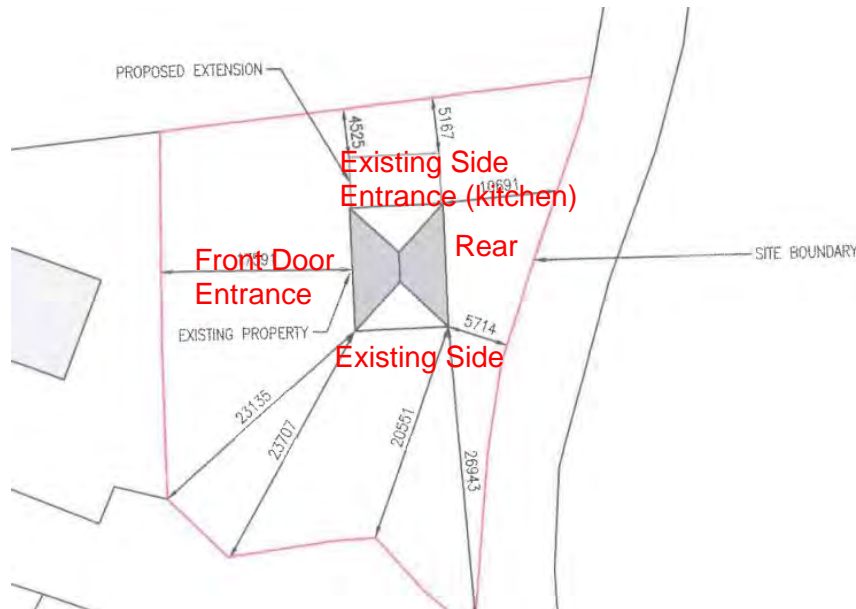 PROPOSED EXTENSION
4525
5167
Existing Side
Entrance (kitchen)
10691
Front Door
Entrance
17591
Rear
SITE BOUNDARY
EXISTING PROPERTY
5714
Existing Side
23135
23707
20551
26943